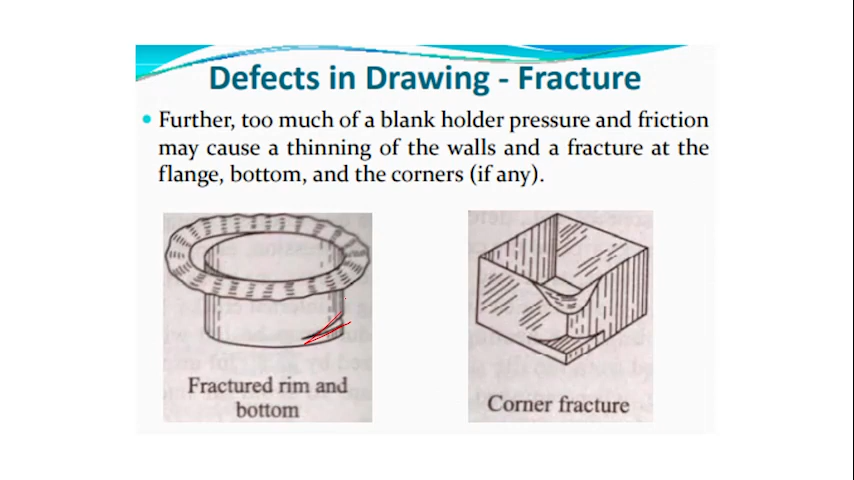 Defects in Drawing - Fracture
Further, too much of a blank holder pressure and friction
may cause a thinning of the walls and a fracture at the
flange, bottom, and the corners (if any).
Fractured rim and
bottom
Corner fracture